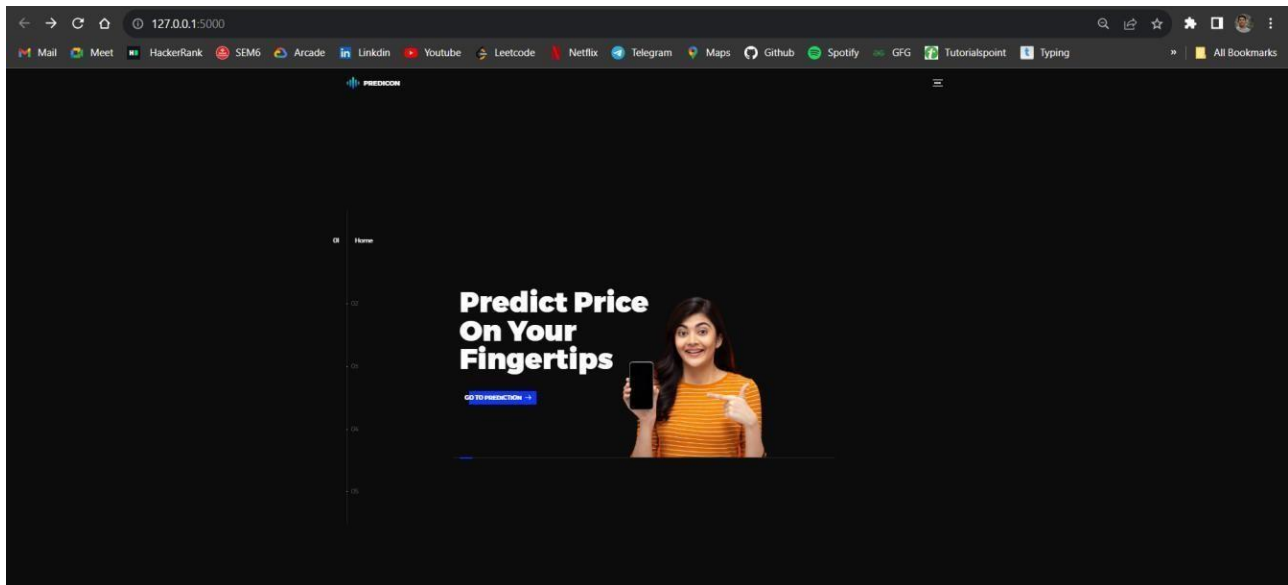 127.0.0.1:5000
Mail Meet HackerRank SEM6 Arcade Linkdin Youtube Leetcode Netflix Telegram Maps Github Spotify GFG Tutorialspoint Typing » All Bookmarks
PREDICON
01 Home
02
Predict Price
On Your
Fingertips
03
GO TO PREDICTION →
04
05